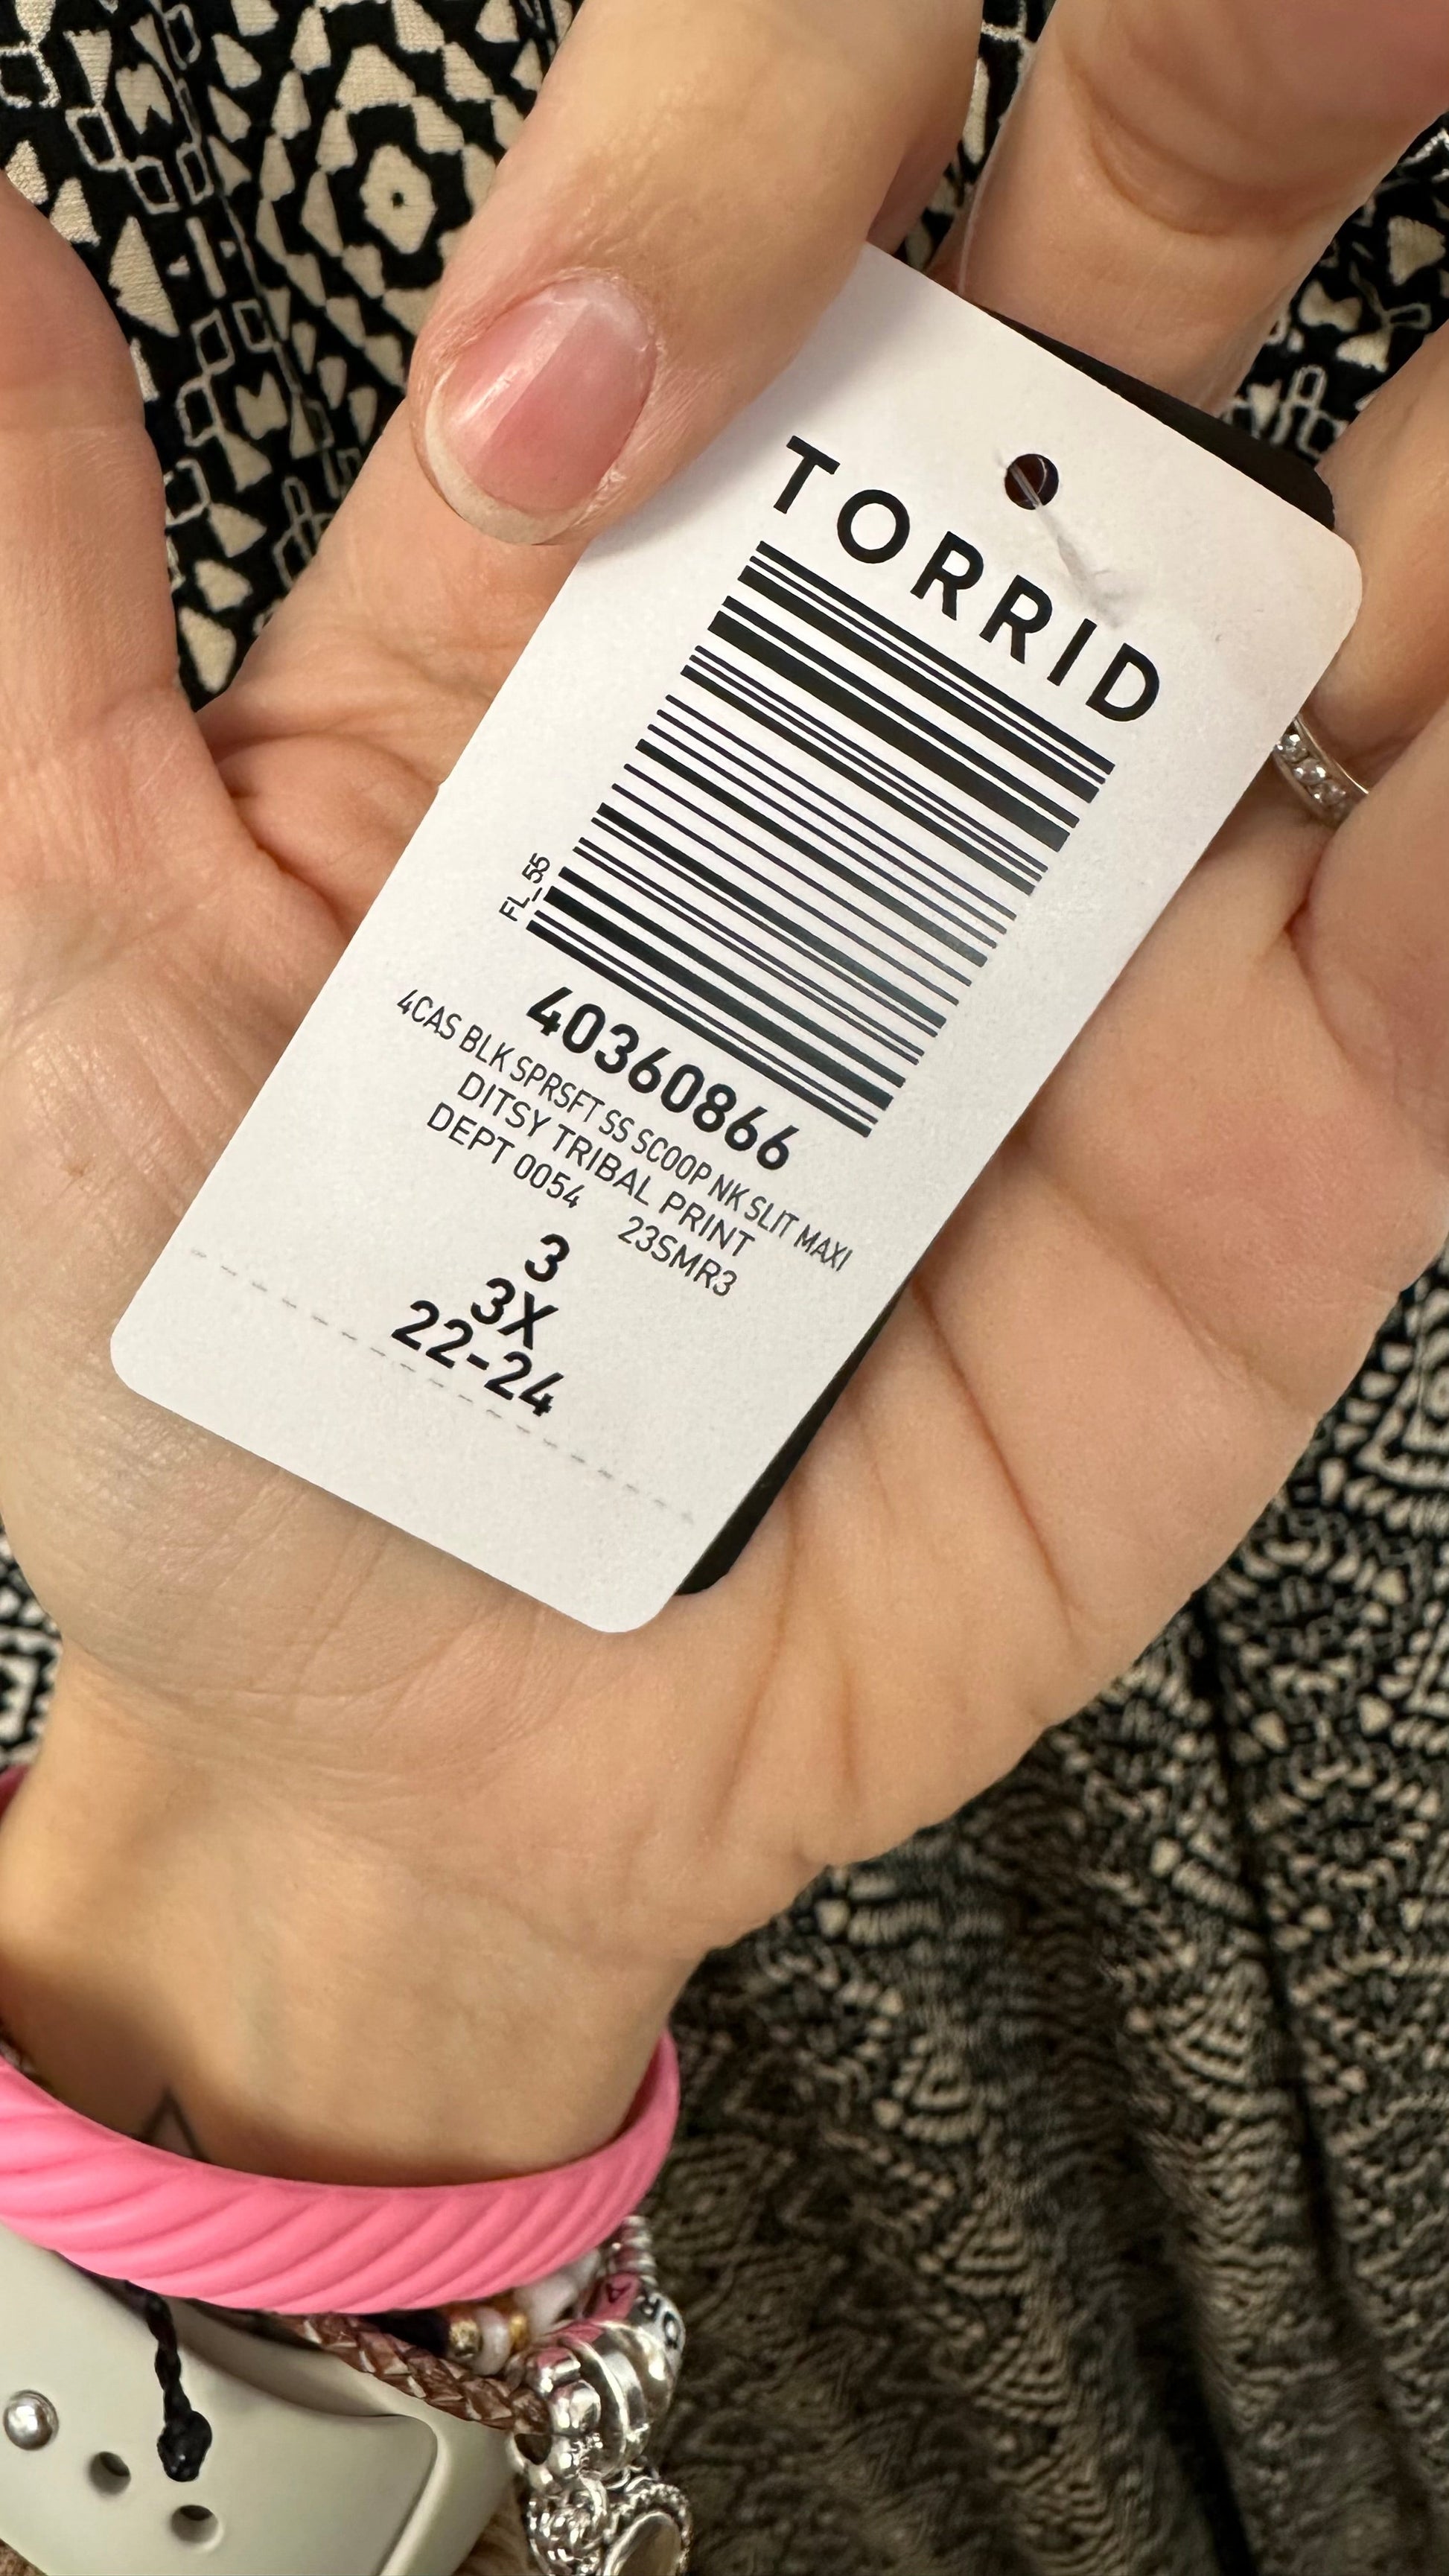 TORRID
FL_55
40360866
4CAS BLK SPRSFT SS SCOOP NK SLIT MAXI
DITSY TRIBAL PRINT
DEPT 0054 23SMR3
3
3X
22-24